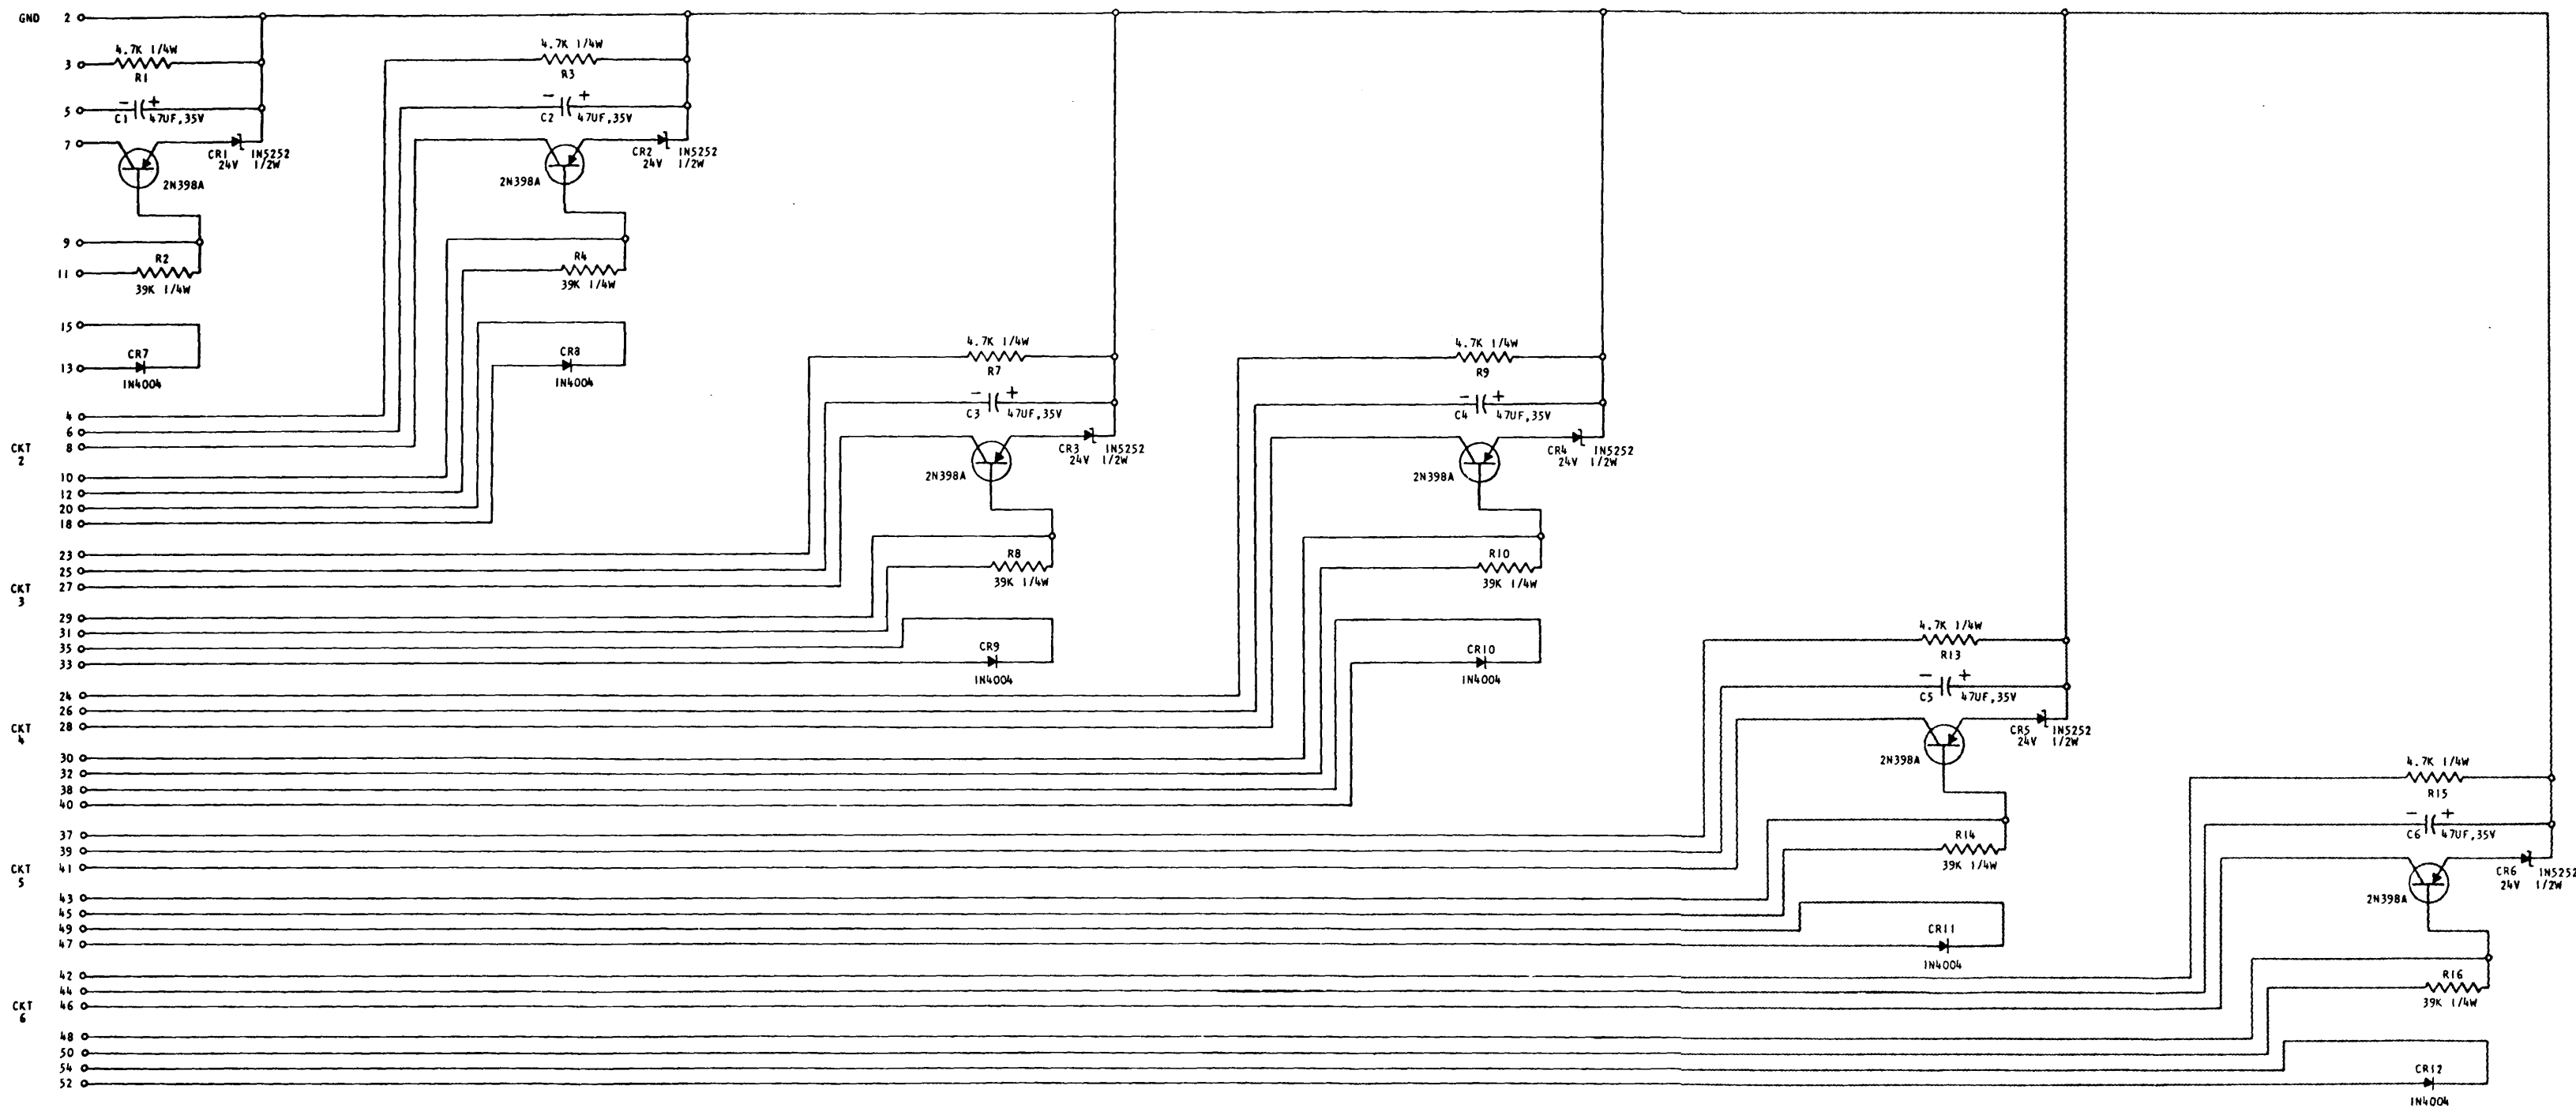 GND 2
4.7K 1/4W
3
R1
5
- +
C1 47UF,35V
7
CR1 1N5252
24V 1/2W
2N398A
9
R2
11
39K 1/4W
15
CR7
13
1N4004
4.7K 1/4W
R3
- +
C2 47UF,35V
CR2 1N5252
24V 1/2W
2N398A
R4
39K 1/4W
CR8
1N4004
4
6
8
CKT
2
10
12
20
18
4.7K 1/4W
R7
- +
C3 47UF,35V
CR3 1N5252
24V 1/2W
2N398A
R8
39K 1/4W
CR9
1N4004
23
25
27
CKT
3
29
31
35
33
4.7K 1/4W
R9
- +
C4 47UF,35V
CR4 1N5252
24V 1/2W
2N398A
R10
39K 1/4W
CR10
1N4004
24
26
28
CKT
4
30
32
38
40
4.7K 1/4W
R13
- +
C5 47UF,35V
CR5 1N5252
24V 1/2W
2N398A
R14
39K 1/4W
CR11
1N4004
37
39
41
CKT
5
43
45
49
47
4.7K 1/4W
R15
- +
C6 47UF,35V
CR6 1N5252
24V 1/2W
2N398A
R16
39K 1/4W
CR12
1N4004
42
44
46
CKT
6
48
50
54
52